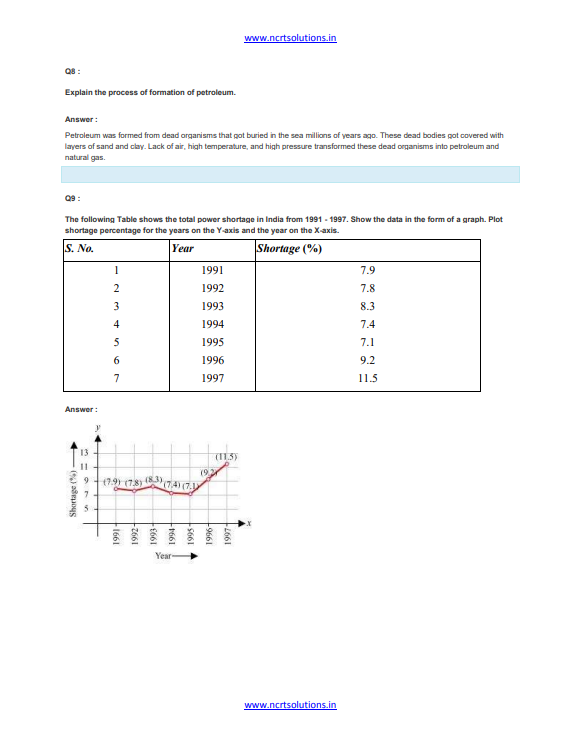 www.ncrtsolutions.in
Q8 :
Explain the process of formation of petroleum.
Answer :
Petroleum was formed from dead organisms that got buried in the sea millions of years ago. These dead bodies got covered with
layers of sand and clay. Lack of air, high temperature, and high pressure transformed these dead organisms into petroleum and
natural gas.
Q9 :
The following Table shows the total power shortage in India from 1991 - 1997. Show the data in the form of a graph. Plot
shortage percentage for the years on the Y-axis and the year on the X-axis.
S. No. Year Shortage (%)
1 1991 7.9
2 1992 7.8
3 1993 8.3
4 1994 7.4
5 1995 7.1
6 1996 9.2
7 1997 11.5
Answer :
y
13
11
9
7
5
Shortage (%)
(7.9) (7.8) (8.3) (7.4) (7.1) (9.2) (11.5)
x
1991 1992 1993 1994 1995 1996 1997
Year
www.ncrtsolutions.in